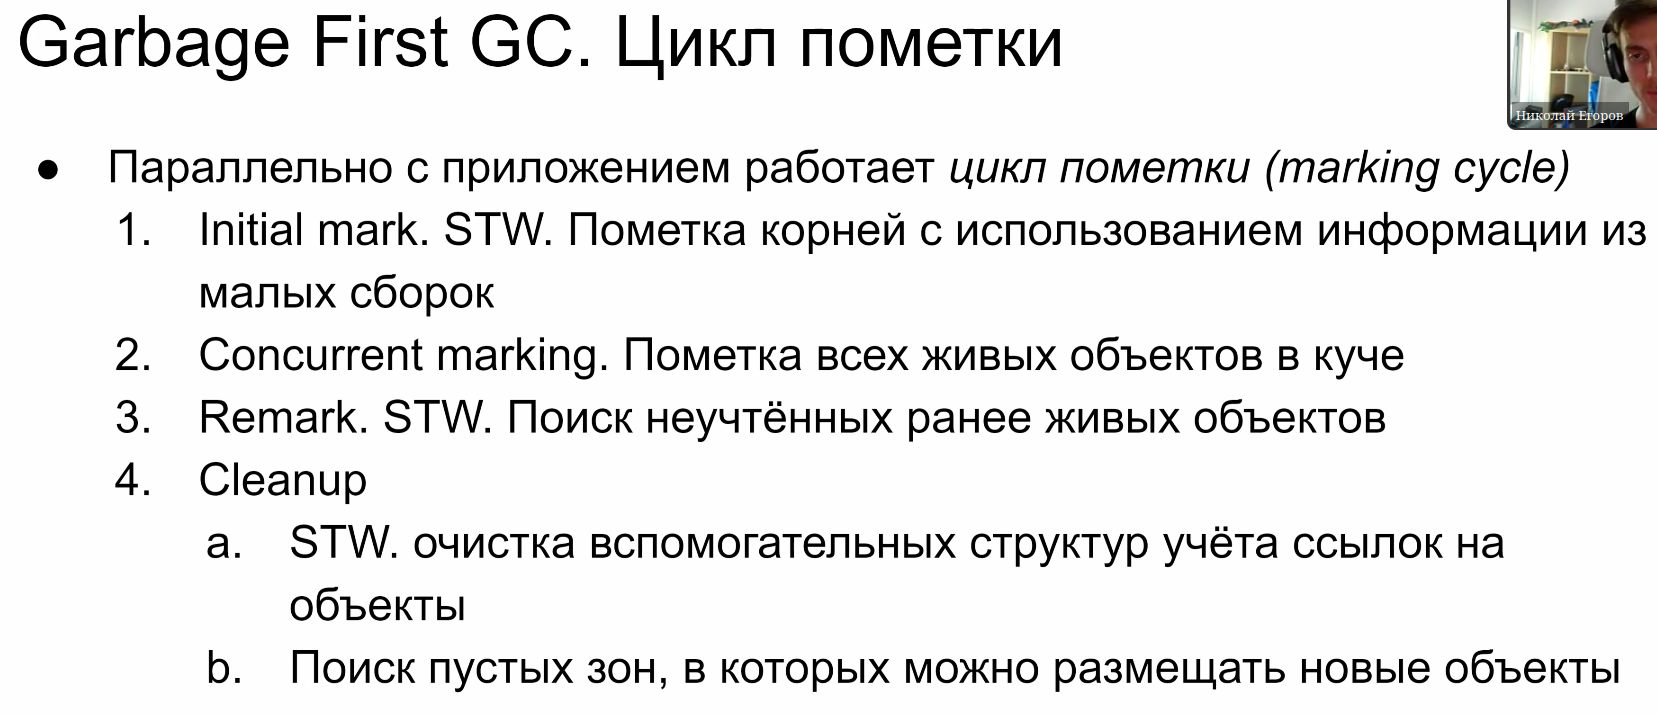 Garbage First GC. Цикл пометки
Николай Егоров
● Параллельно с приложением работает цикл пометки (marking cycle)
1. Initial mark. STW. Пометка корней с использованием информации из
малых сборок
2. Concurrent marking. Пометка всех живых объектов в куче
3. Remark. STW. Поиск неучтённых ранее живых объектов
4. Cleanup
a. STW. очистка вспомогательных структур учёта ссылок на
объекты
b. Поиск пустых зон, в которых можно размещать новые объекты